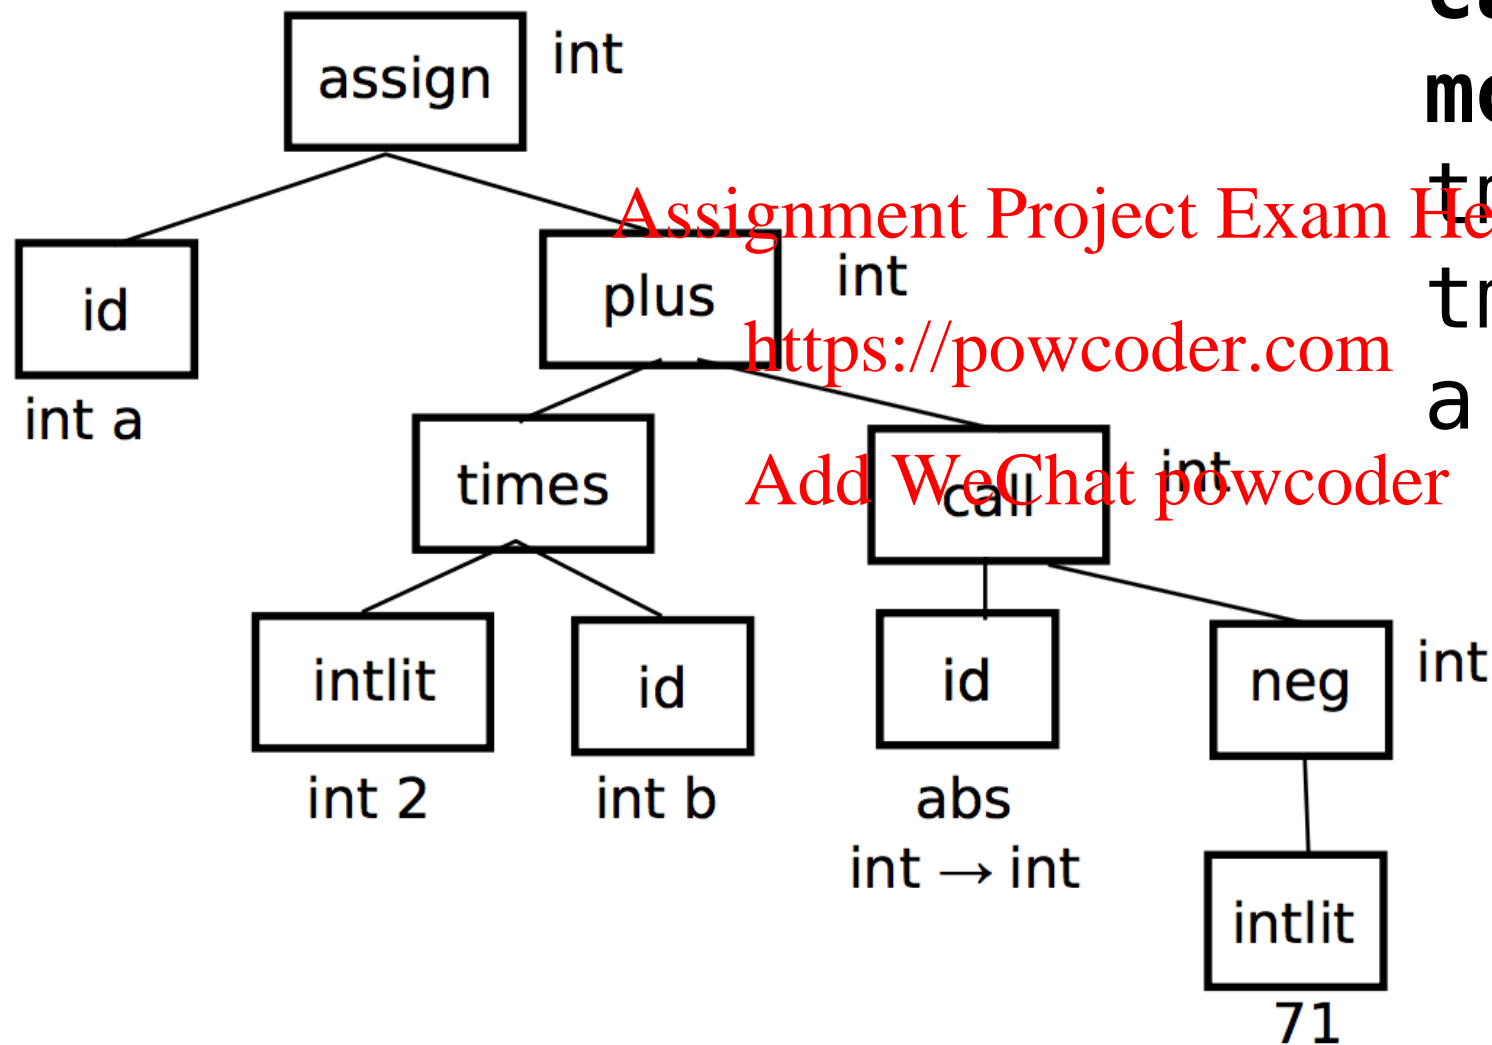 assign int
id
int a
plus int
times
call int
intlit
int 2
id
int b
id
abs
int → int
neg int
intlit
71
a
Assignment Project Exam
https://powcoder.com
Add WeChat powcoder